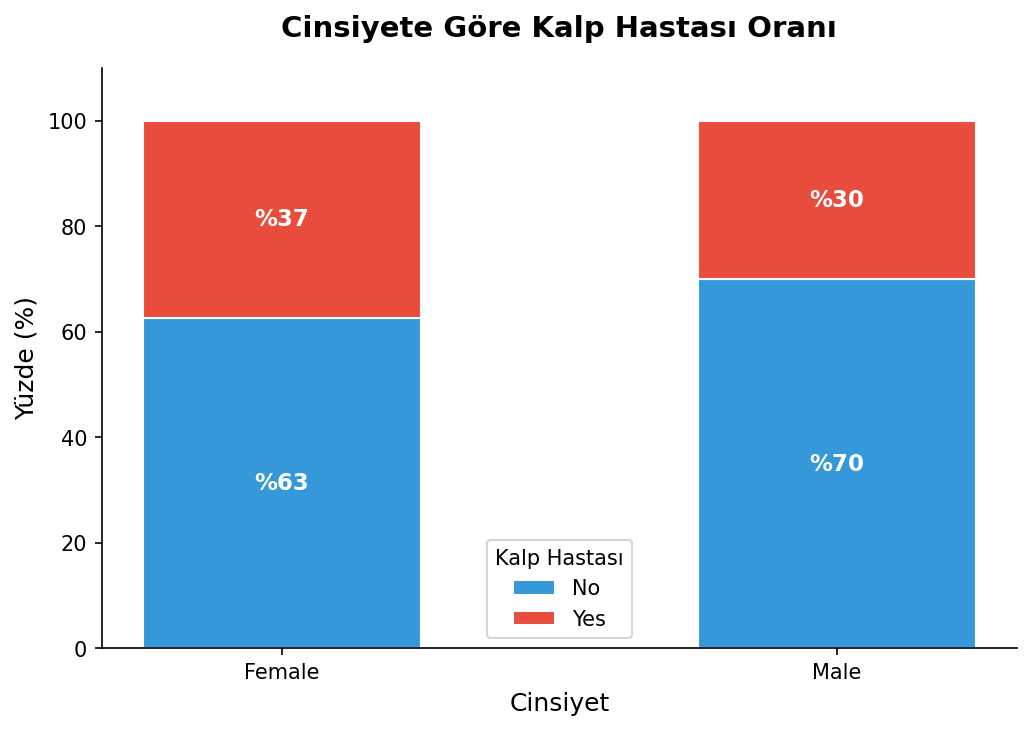 Cinsiyete Göre Kalp Hastası Oranı
Yüzde (%)
100
80
60
40
20
0
%37
%63
%30
%70
Kalp Hastası
No
Yes
Female
Male
Cinsiyet